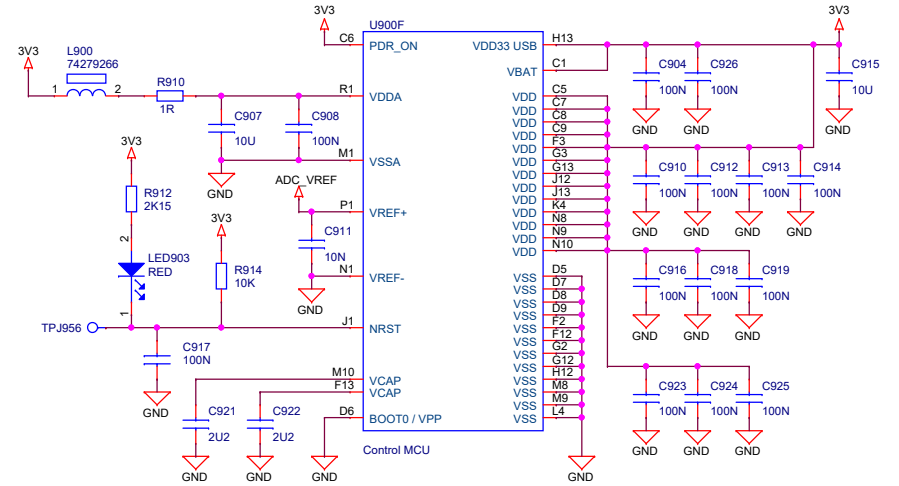 3V3
U900F
3V3
C6
PDR_ON
VDD33 USB
H13
3V3
L900
74279266
1
2
R910
1R
R1
VDDA
VBAT
C1
C904
100N
C926
100N
C915
10U
GND
GND
GND
C907
10U
C908
100N
M1
VSSA
GND
VDD
C5
VDD
C7
VDD
C8
VDD
C9
VDD
F3
VDD
G3
VDD
G13
VDD
J12
VDD
J13
VDD
K4
VDD
N8
VDD
N9
VDD
N10
C910
100N
C912
100N
C913
100N
C914
100N
GND
GND
GND
GND
3V3
R912
2K15
2
LED903
RED
1
ADC_VREF
P1
VREF+
C911
10N
N1
VREF-
GND
3V3
R914
10K
TPJ956
J1
NRST
C917
100N
GND
C916
100N
C918
100N
C919
100N
GND
GND
GND
VSS
D5
VSS
D7
VSS
D8
VSS
D9
VSS
F2
VSS
F12
VSS
G2
VSS
G12
VSS
H12
VSS
M8
VSS
M9
VSS
L4
M10
VCAP
F13
VCAP
C921
2U2
C922
2U2
D6
BOOT0 / VPP
GND
GND
GND
Control MCU
GND
C923
100N
C924
100N
C925
100N
GND
GND
GND